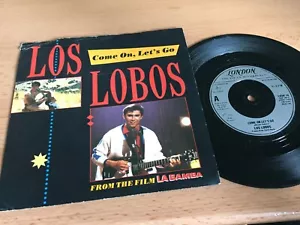 LOS
Come On, Let's Go
LOBOS
FROM THE FILM LA BAMBA
LONDON
A
COME ON LET'S GO
LOS LOBOS